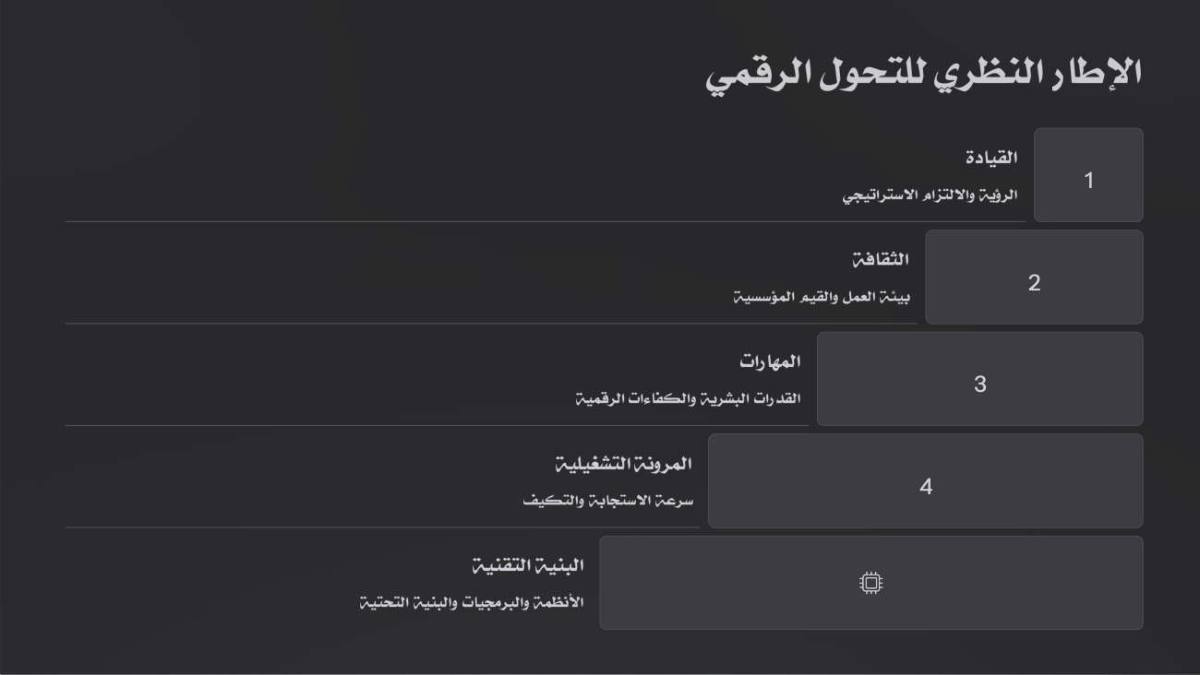 الإطار النظري للتحول الرقمي
1
القيادة
الرؤية والالتزام الاستراتيجي
2
الثقافة
بيئة العمل والقيم المؤسسية
3
المهارات
القدرات البشرية والكفاءات الرقمية
4
المرونة التشغيلية
سرعة الاستجابة والتكيف
البنية التقنية
الأنظمة والبرمجيات والبنية التحتية